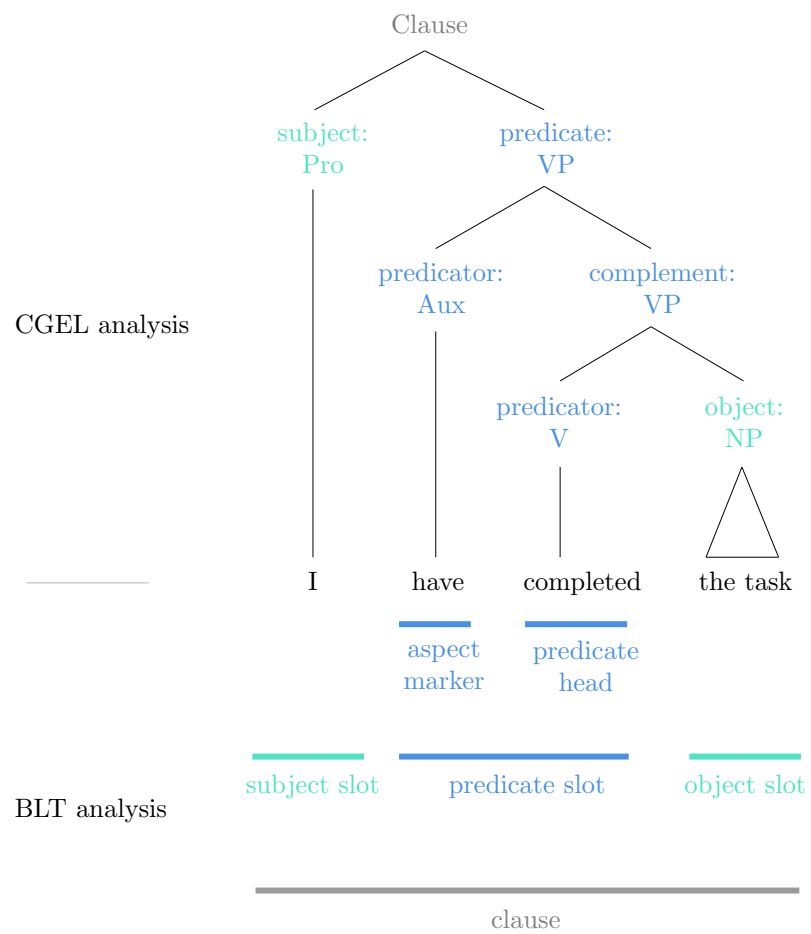 Clause
subject:
Pro
predicate:
VP
predicator:
Aux
complement:
VP
CGEL analysis
predicator:
V
object:
NP
I have completed the task
aspect
marker
predicate
head
subject slot predicate slot object slot
BLT analysis
clause